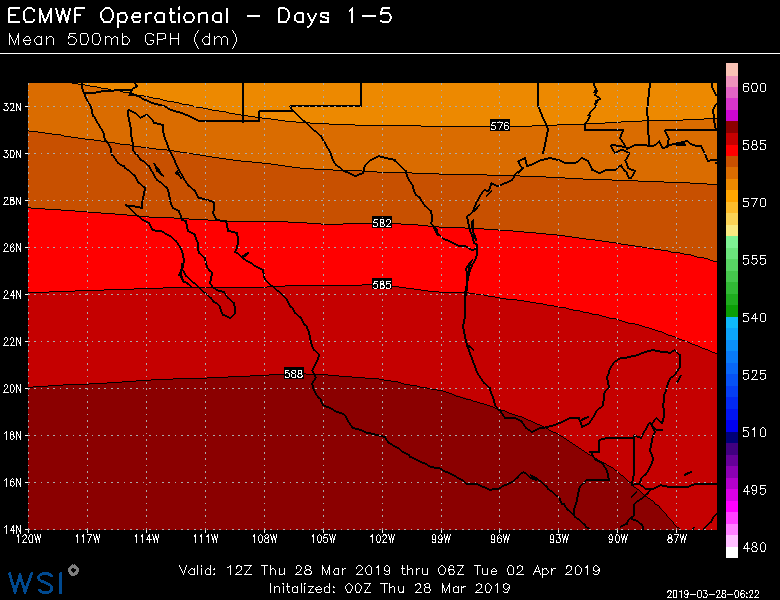 ECMWF Operational - Days 1-5
Mean 500mb GPH (dm)
600
32N
576
585
30N
28N
570
582
26N
555
585
24N
540
22N
525
588
20N
510
18N
16N
495
14N
480
120W 117W 114W 111W 108W 105W 102W 99W 96W 93W 90W 87W
Valid: 12Z Thu 28 Mar 2019 thru 06Z Tue 02 Apr 2019
WSI
Initalized: 00Z Thu 28 Mar 2019
2019-03-28-06:22